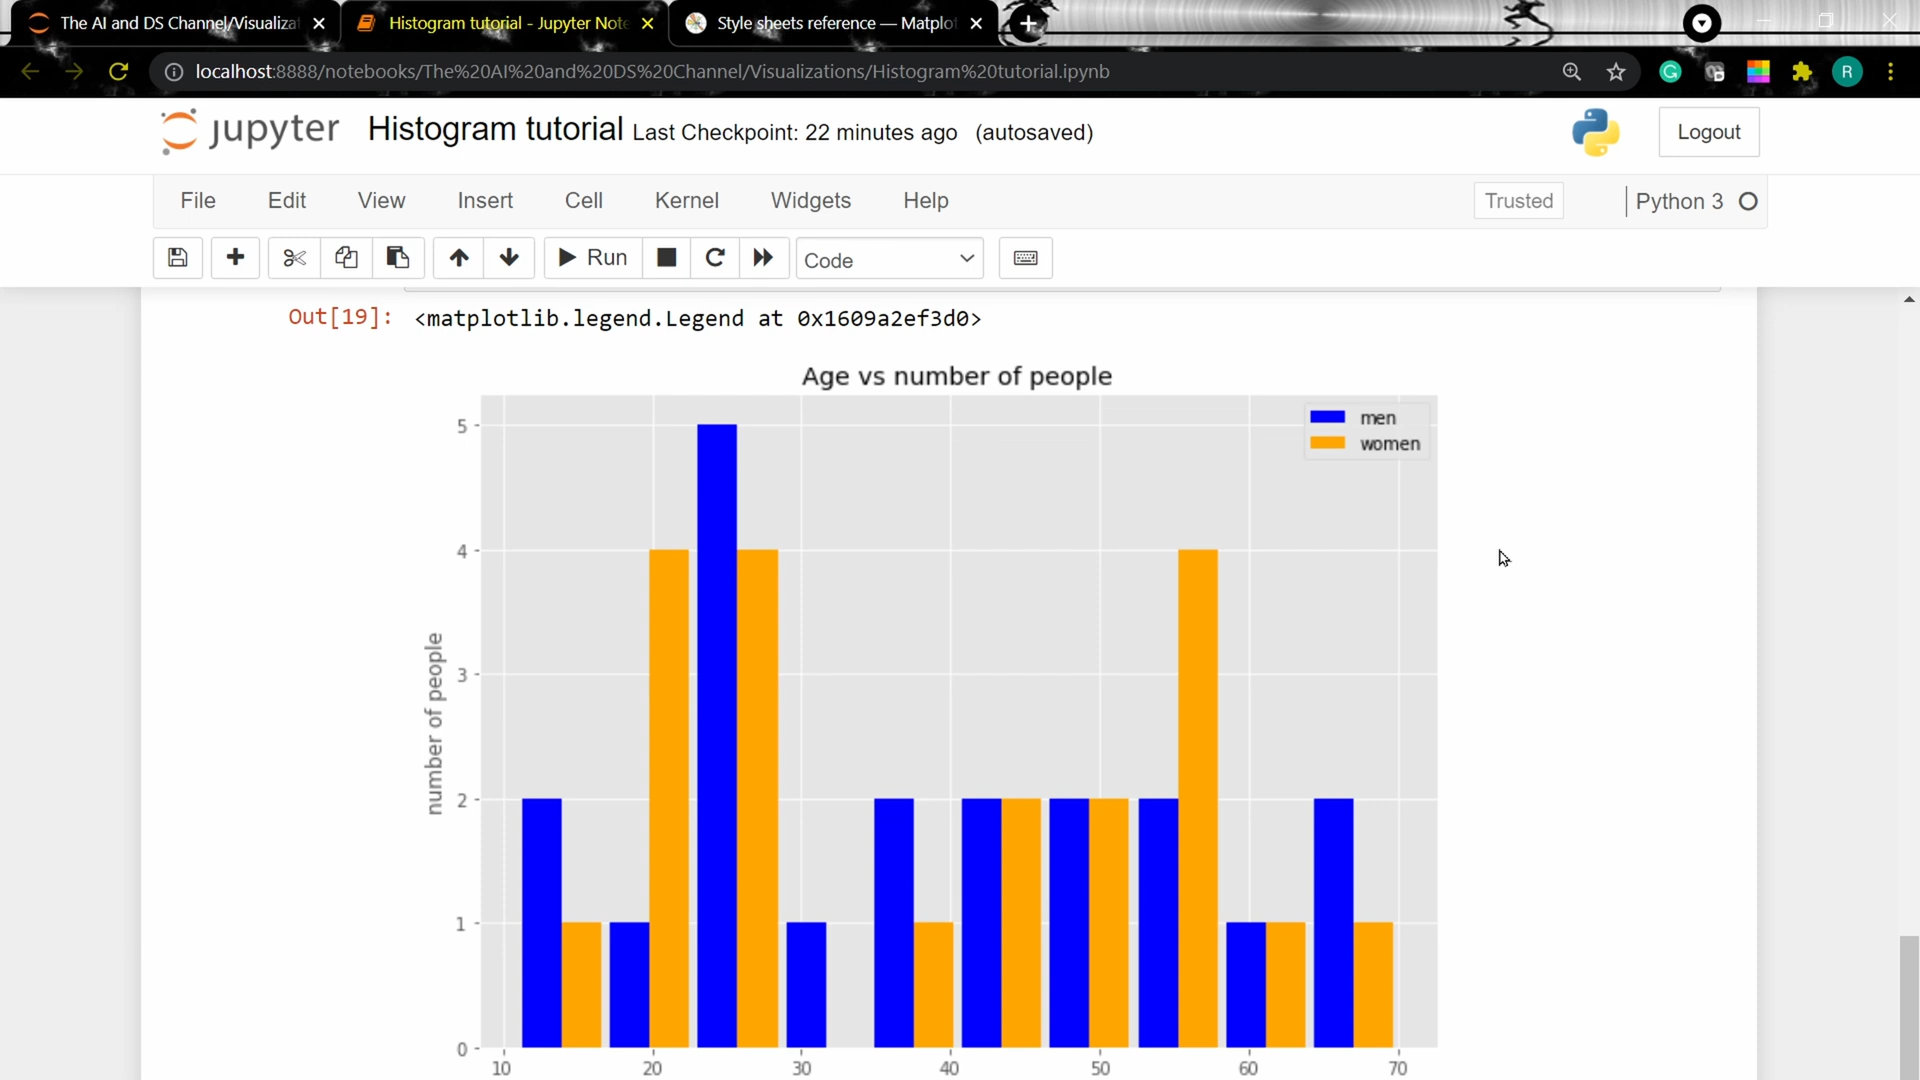 The AI and DS Channel/Visualiza
Histogram tutorial - Jupyter Note
Style sheets reference — Matplot
localhost:8888/notebooks/The%20AI%20and%20DS%20Channel/Visualizations/Histogram%20tutorial.ipynb
G
R
jupyter Histogram tutorial Last Checkpoint: 22 minutes ago (autosaved)
Logout
File Edit View Insert Cell Kernel Widgets Help
Trusted
Python 3
Run
Code
Out[19]: <matplotlib.legend.Legend at 0x1609a2ef3d0>
Age vs number of people
men
women
number of people
5
4
3
2
1
0
10 20 30 40 50 60 70